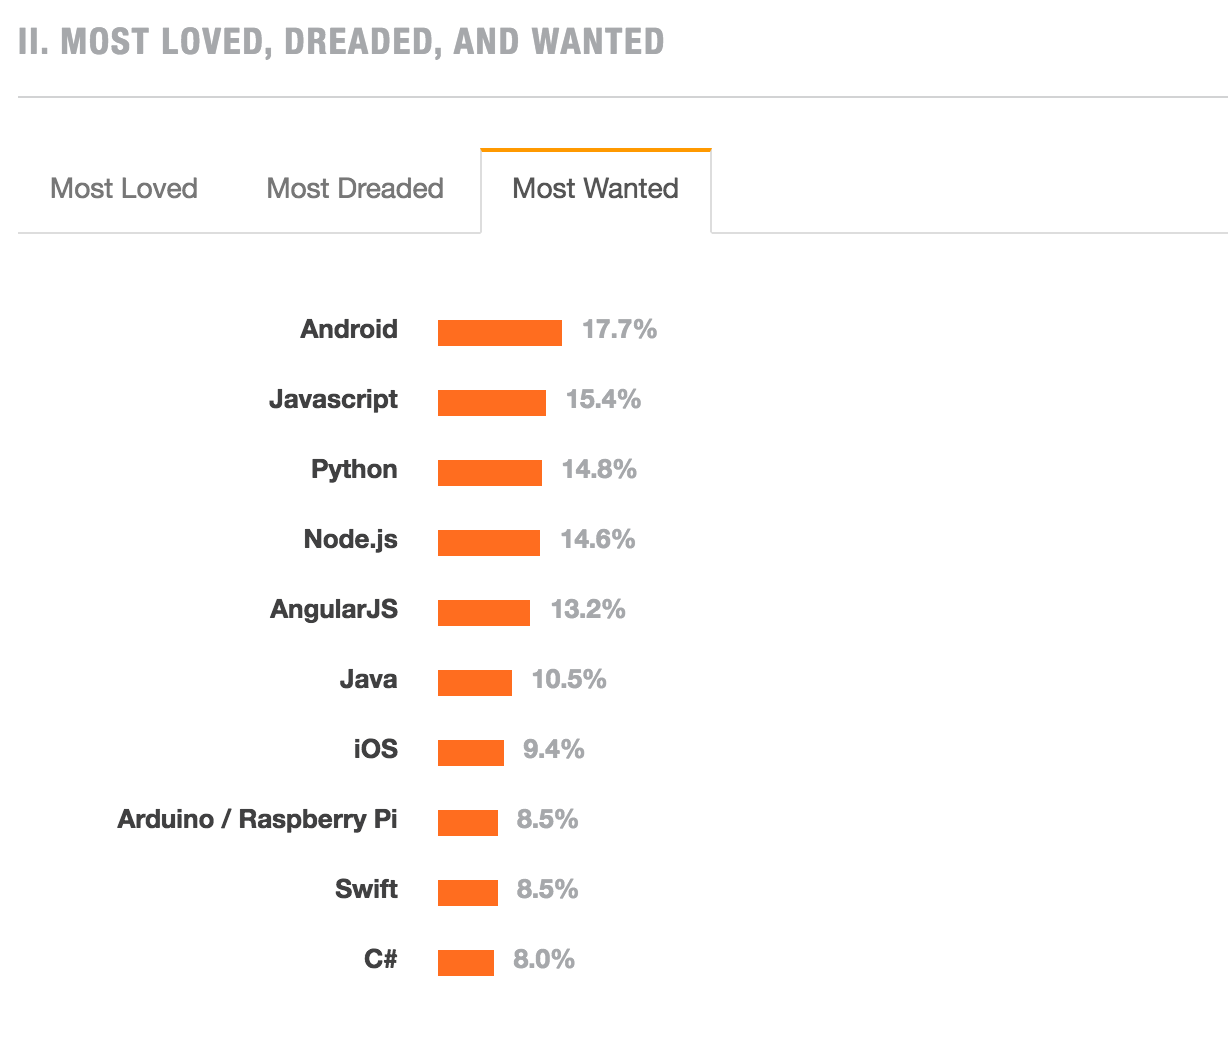 II. MOST LOVED, DREADED, AND WANTED
Most Loved Most Dreaded Most Wanted
Android 17.7%
Javascript 15.4%
Python 14.8%
Node.js 14.6%
AngularJS 13.2%
Java 10.5%
iOS 9.4%
Arduino / Raspberry Pi 8.5%
Swift 8.5%
C# 8.0%